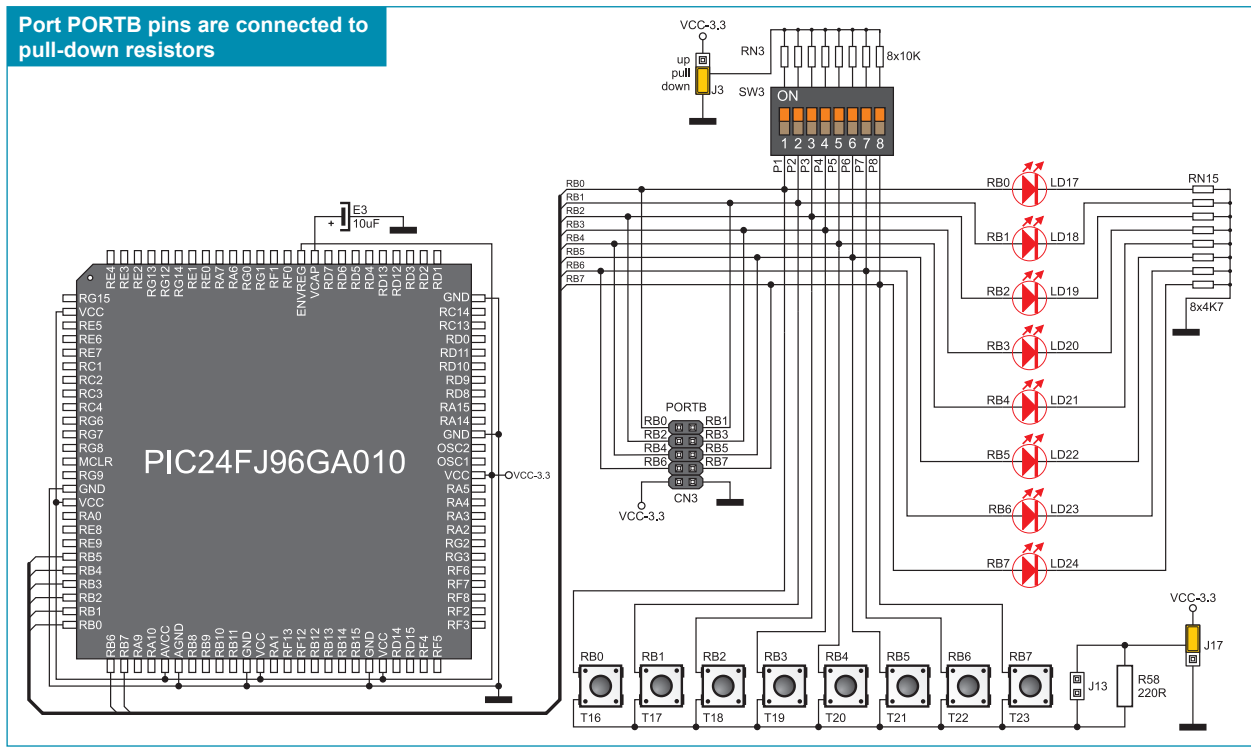 Port PORTB pins are connected to
pull-down resistors
VCC-3.3
up
pull
down
J3
RN3
8x10K
SW3
ON
1 2 3 4 5 6 7 8
P1 P2 P3 P4 P5 P6 P7 P8
RB0
RB1
RB2
RB3
RB4
RB5
RB6
RB7
RB0 LD17
RB1 LD18
RB2 LD19
RB3 LD20
RB4 LD21
RB5 LD22
RB6 LD23
RB7 LD24
RN15
8x4K7
E3
+ 10uF
RE4 RE3 RE2 RG13 RG12 RG14 RE1 RE0 RA7 RA6 RG0 RG1 RF1 RF0 ENVREG VCAP RD7 RD6 RD5 RD4 RD13 RD12 RD3 RD2 RD1
RG15
VCC
RE5
RE6
RE7
RC1
RC2
RC3
RC4
RG6
RG7
RG8
MCLR
RG9
GND
VCC
RA0
RE8
RE9
RB5
RB4
RB3
RB2
RB1
RB0
PIC24FJ96GA010
GND
RC14
RC13
RD0
RD11
RD10
RD9
RD8
RA15
RA14
GND
OSC2
OSC1
VCC
RA5
RA4
RA3
RA2
RG2
RG3
RF6
RF7
RF8
RF2
RF3
VCC-3.3
RB6 RB7 RA9 RA10 AVCC AGND RB8 RB9 RB10 RB11 GND VCC RA1 RF13 RF12 RB12 RB13 RB14 RB15 GND VCC RD14 RD15 RF4 RF5
PORTB
RB0 RB1
RB2 RB3
RB4 RB5
RB6 RB7
CN3
VCC-3.3
RB0 RB1 RB2 RB3 RB4 RB5 RB6 RB7
T16 T17 T18 T19 T20 T21 T22 T23
J13
R58
220R
VCC-3.3
J17